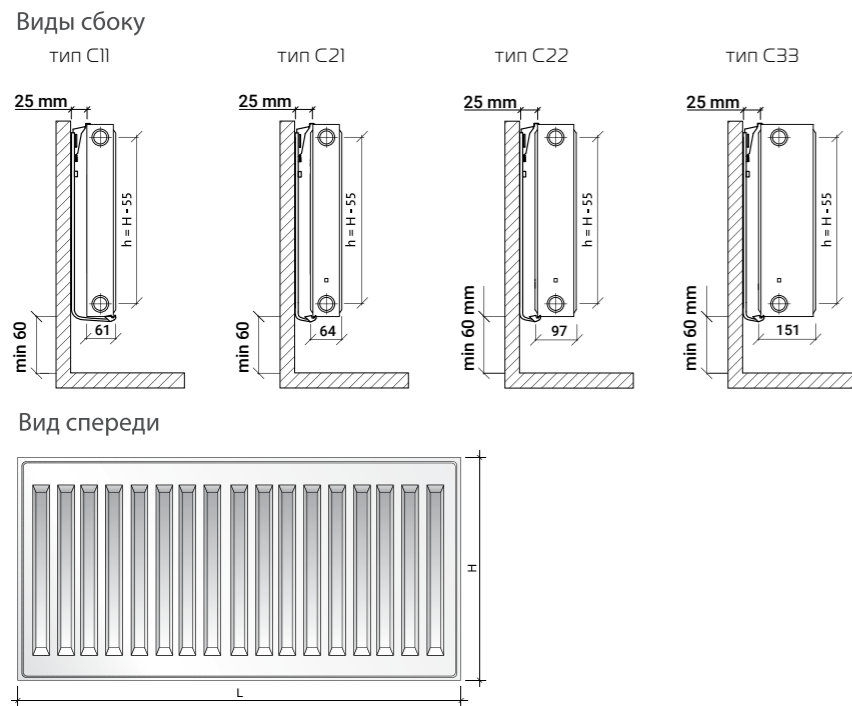 Виды сбоку
тип C11
тип C21
тип C22
тип C33
25 mm
25 mm
25 mm
25 mm
h = H - 55
h = H - 55
h = H - 55
h = H - 55
min 60
61
min 60
64
min 60 mm
97
min 60 mm
151
Вид спереди
H
L